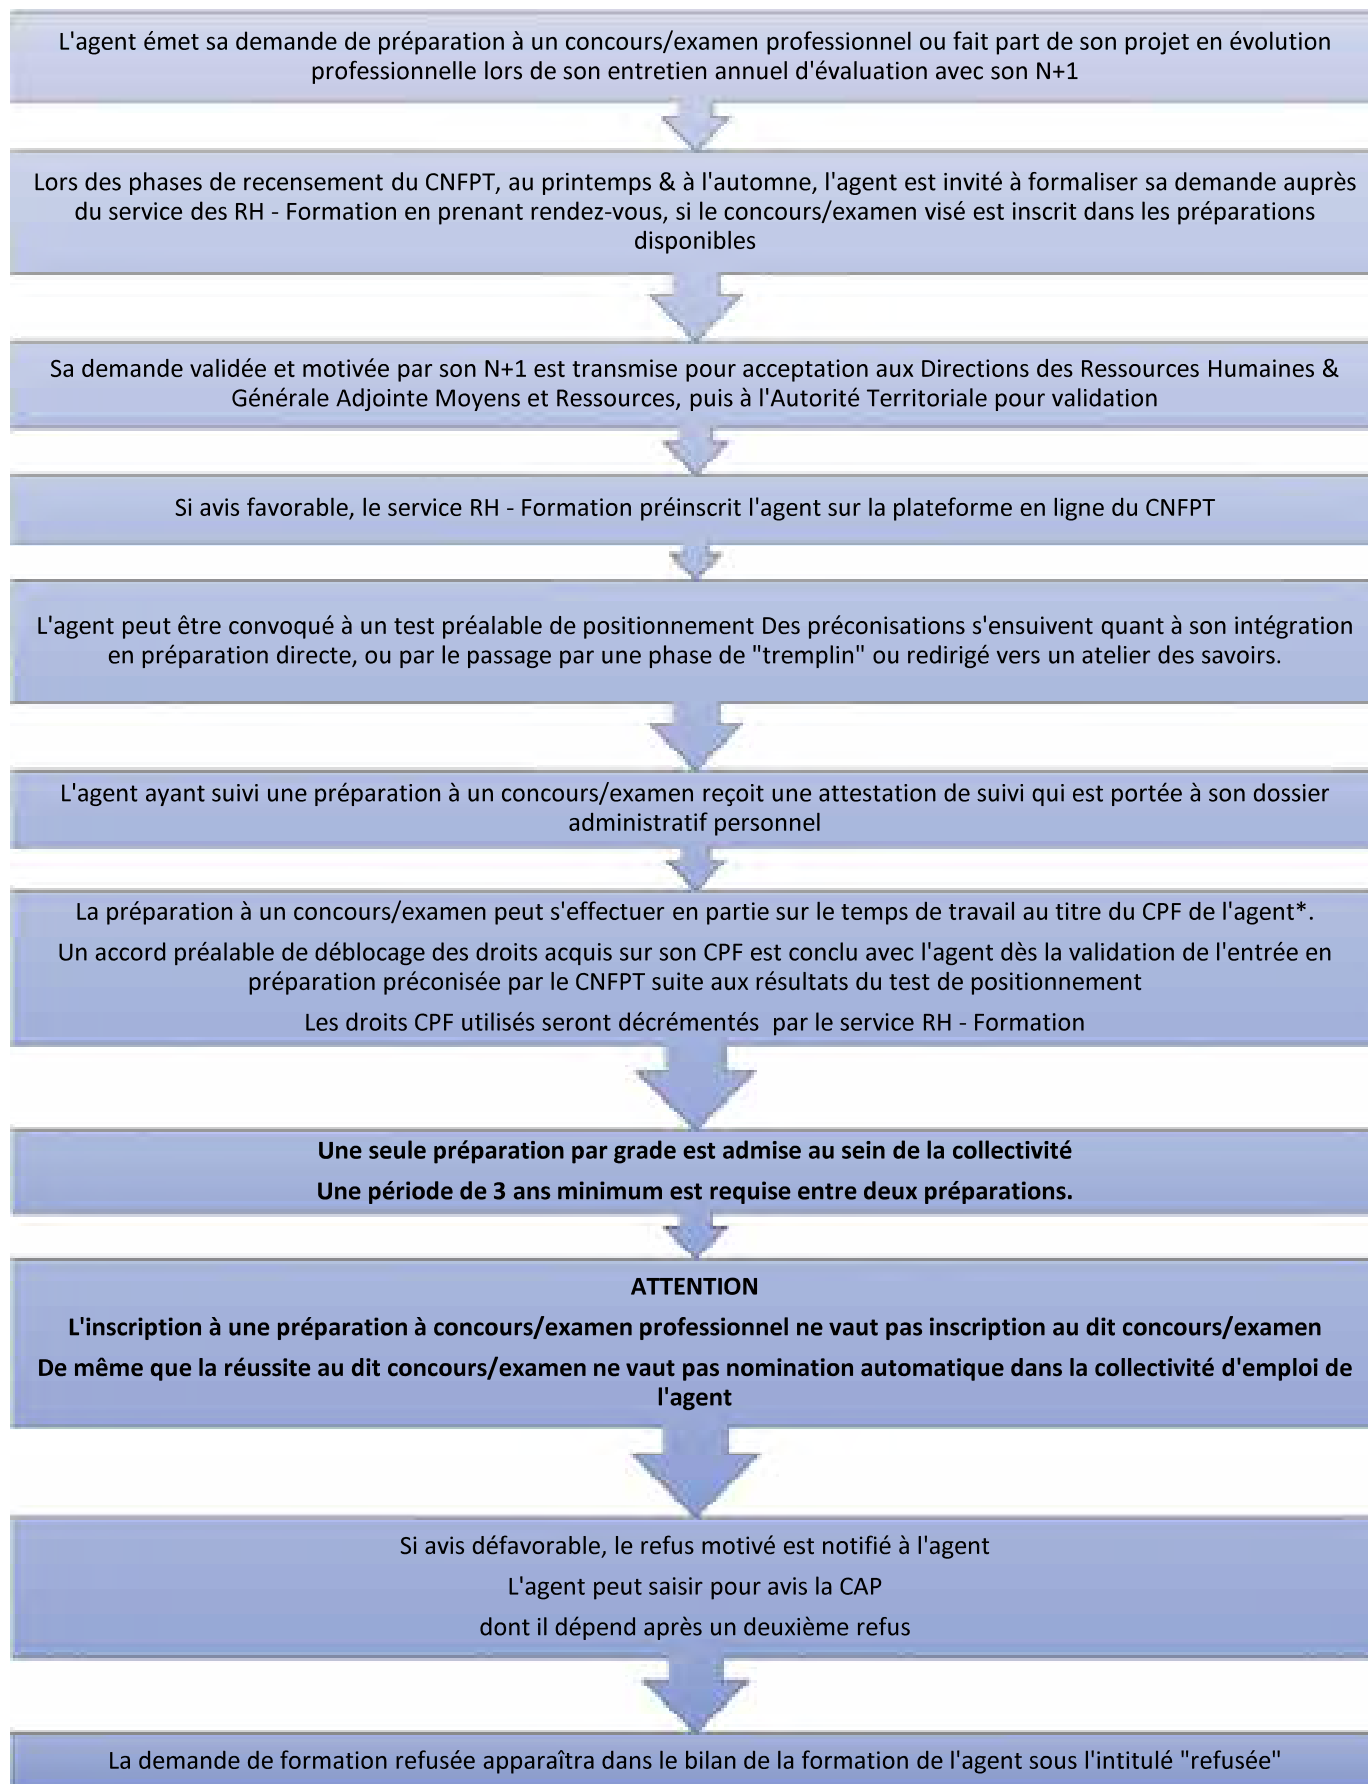 L'agent émet sa demande de préparation à un concours/examen professionnel ou fait part de son projet en évolution
professionnelle lors de son entretien annuel d'évaluation avec son N+1
Lors des phases de recensement du CNFPT, au printemps & à l'automne, l'agent est invité à formaliser sa demande auprès
du service des RH - Formation en prenant rendez-vous, si le concours/examen visé est inscrit dans les préparations
disponibles
Sa demande validée et motivée par son N+1 est transmise pour acceptation aux Directions des Ressources Humaines &
Générale Adjointe Moyens et Ressources, puis à l'Autorité Territoriale pour validation
Si avis favorable, le service RH - Formation préinscrit l'agent sur la plateforme en ligne du CNFPT
L'agent peut être convoqué à un test préalable de positionnement Des préconisations s'ensuivent quant à son intégration
en préparation directe, ou par le passage par une phase de "tremplin" ou redirigé vers un atelier des savoirs.
L'agent ayant suivi une préparation à un concours/examen reçoit une attestation de suivi qui est portée à son dossier
administratif personnel
La préparation à un concours/examen peut s'effectuer en partie sur le temps de travail au titre du CPF de l'agent*.
Un accord préalable de déblocage des droits acquis sur son CPF est conclu avec l'agent dès la validation de l'entrée en
préparation préconisée par le CNFPT suite aux résultats du test de positionnement
Les droits CPF utilisés seront décrémentés par le service RH - Formation
Une seule préparation par grade est admise au sein de la collectivité
Une période de 3 ans minimum est requise entre deux préparations.
ATTENTION
L'inscription à une préparation à concours/examen professionnel ne vaut pas inscription au dit concours/examen
De même que la réussite au dit concours/examen ne vaut pas nomination automatique dans la collectivité d'emploi de
l'agent
Si avis défavorable, le refus motivé est notifié à l'agent
L'agent peut saisir pour avis la CAP
dont il dépend après un deuxième refus
La demande de formation refusée apparaîtra dans le bilan de la formation de l'agent sous l'intitulé "refusée"